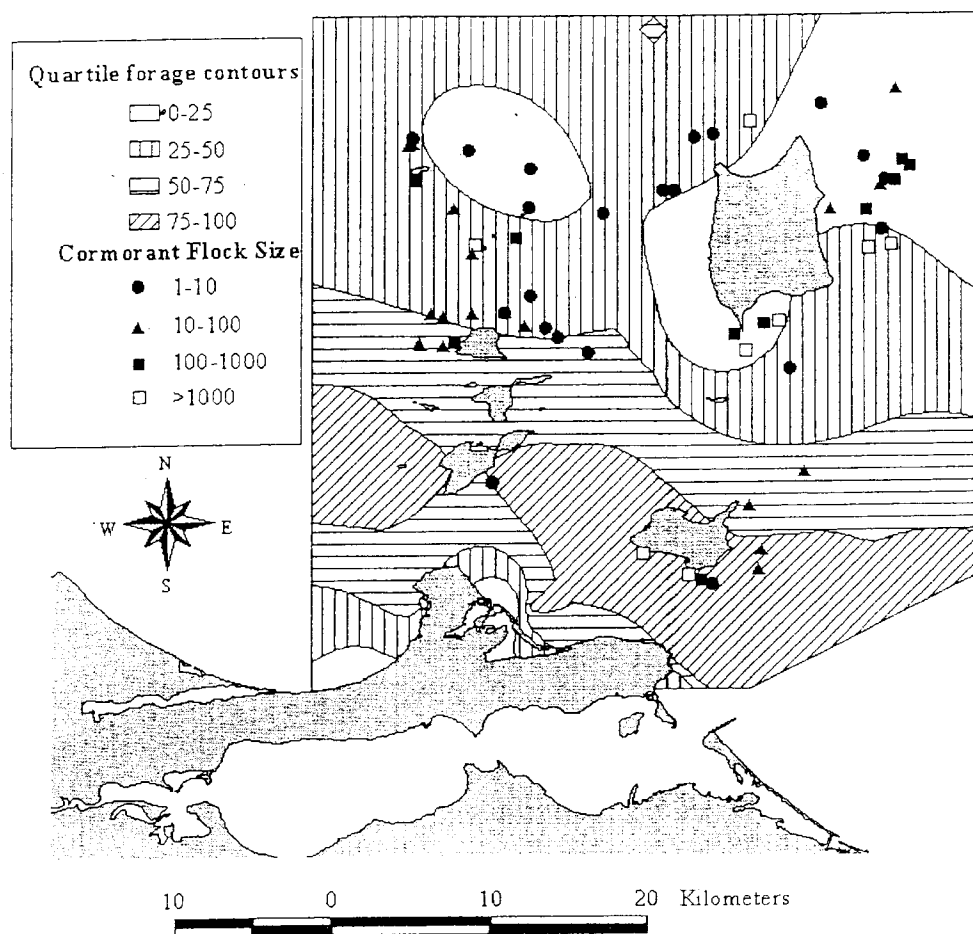 Quartile forage contours
0-25
25-50
50-75
75-100
Cormorant Flock Size
1-10
10-100
100-1000
>1000
N
W E
S
10 0 10 20 Kilometers